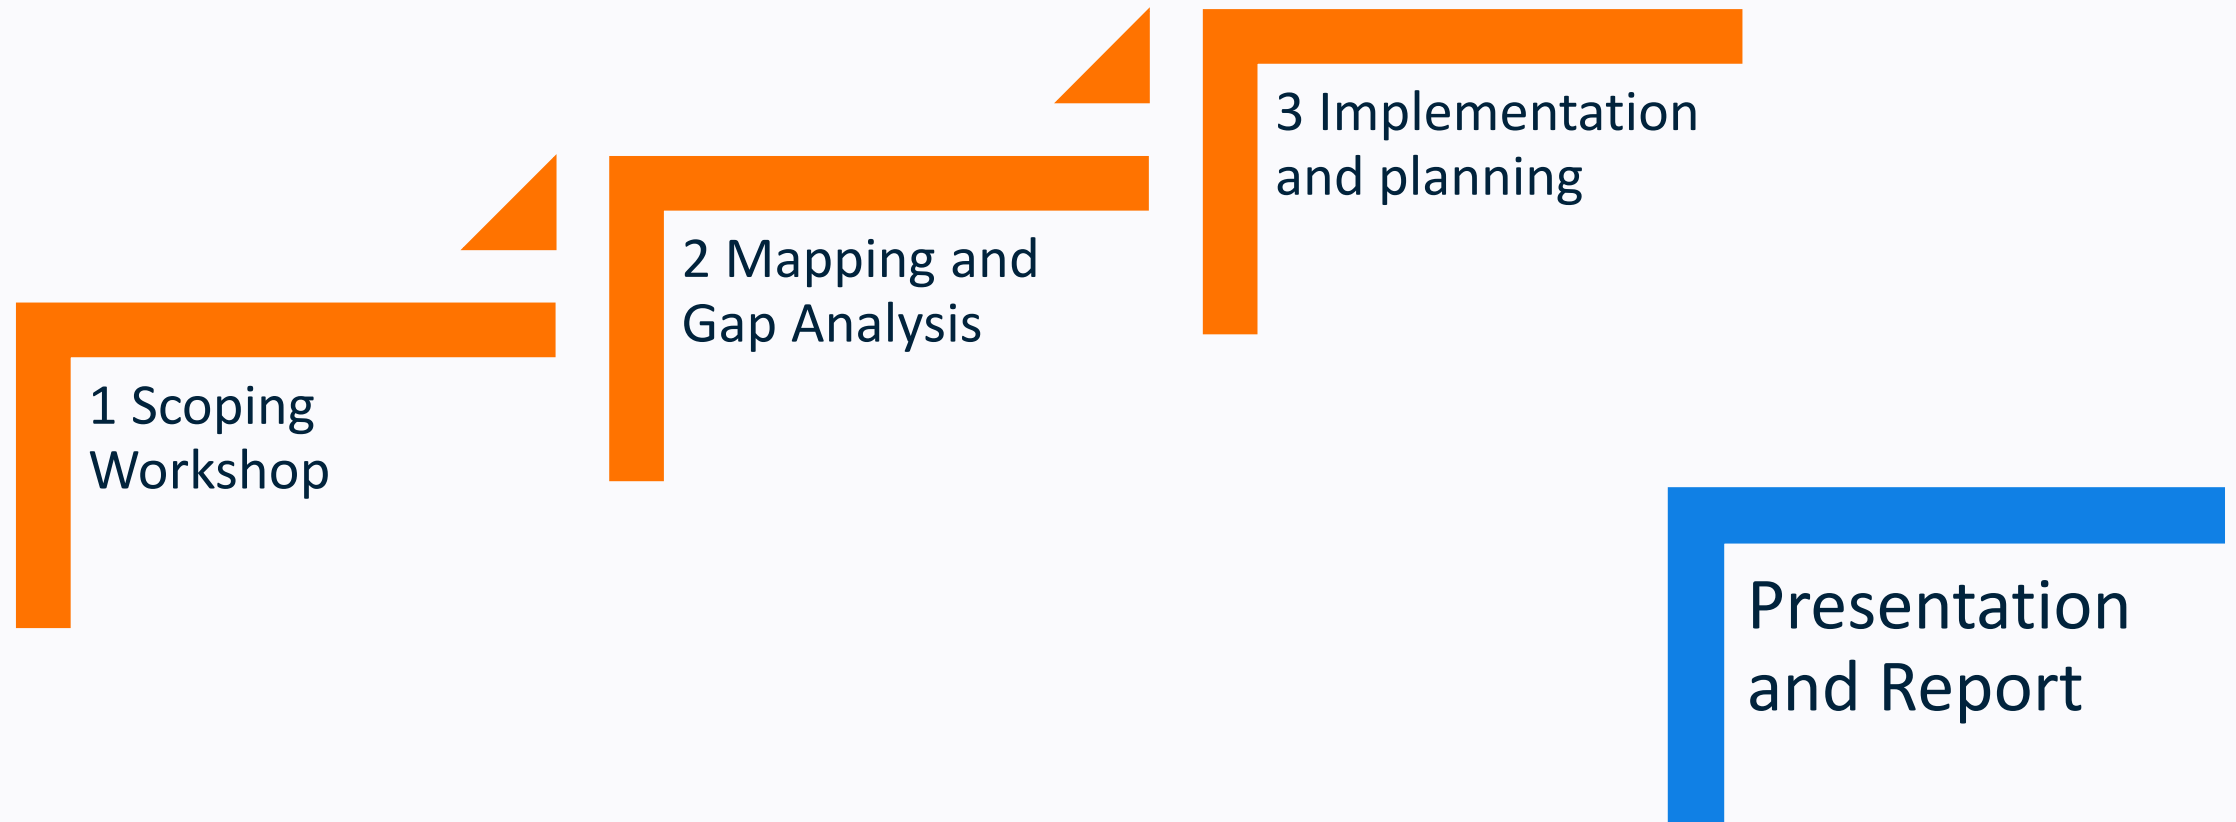 1 Scoping
Workshop
2 Mapping and
Gap Analysis
3 Implementation
and planning
Presentation
and Report